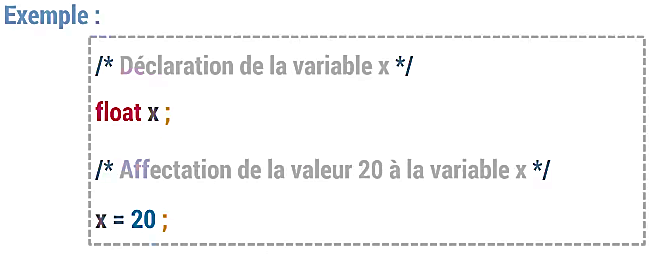 Exemple :
/* Déclaration de la variable x */
float x ;
/* Affectation de la valeur 20 à la variable x */
x = 20 ;